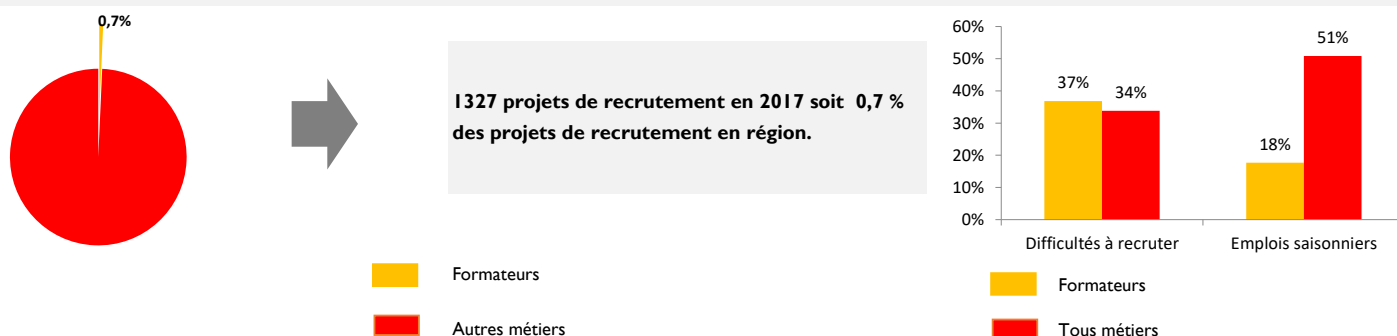 0,7%
1327 projets de recrutement en 2017 soit 0,7 %
des projets de recrutement en région.
Formateurs
Autres métiers
60%
50%
40%
30%
20%
10%
0%
37%
34%
18%
51%
Difficultés à recruter
Emplois saisonniers
Formateurs
Tous métiers